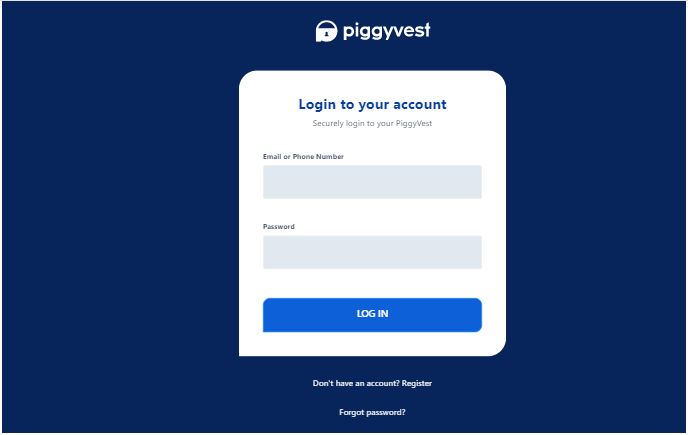 piggyvest
Login to your account
Securely login to your PiggyVest
Email or Phone Number
Password
LOG IN
Don't have an account? Register
Forgot password?